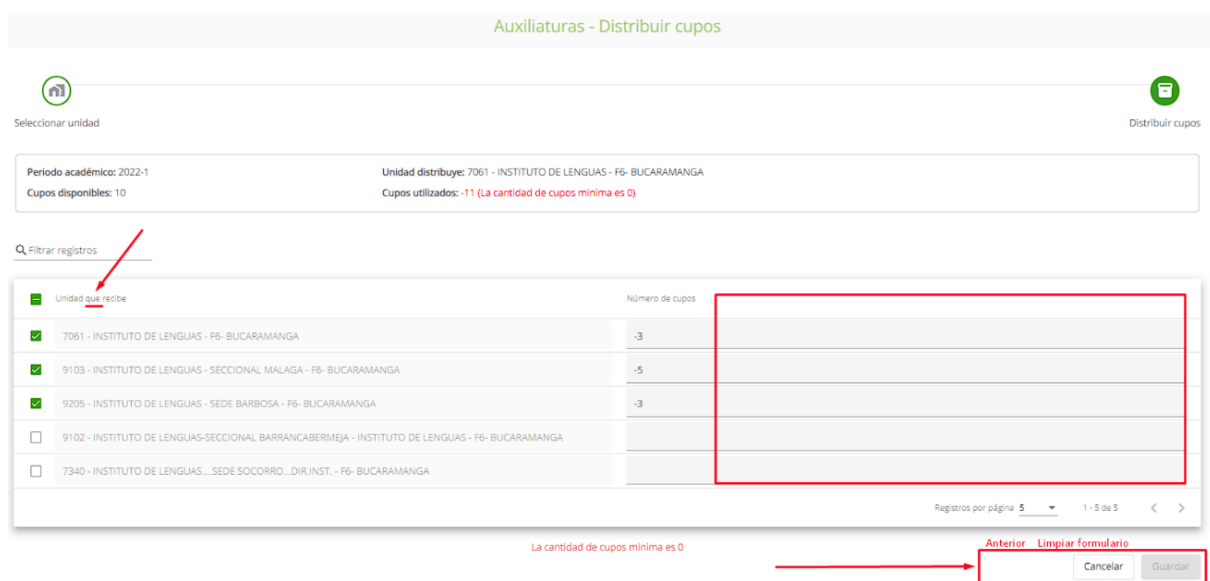 Auxiliaturas - Distribuir cupos
Seleccionar unidad
Distribuir cupos
Periodo académico: 2022-1
Unidad distribuye: 7061 - INSTITUTO DE LENGUAS - F6- BUCARAMANGA
Cupos disponibles: 10
Cupos utilizados: -11 (La cantidad de cupos minima es 0)
Filtrar registros
Unidad que recibe
Número de cupos
7061 - INSTITUTO DE LENGUAS - F6- BUCARAMANGA
-3
9103 - INSTITUTO DE LENGUAS - SECCIONAL MALAGA - F6- BUCARAMANGA
-5
9205 - INSTITUTO DE LENGUAS - SEDE BARBOSA - F6- BUCARAMANGA
-3
9102 - INSTITUTO DE LENGUAS-SECCIONAL BARRANCABERMEJA - INSTITUTO DE LENGUAS - F6- BUCARAMANGA
7340 - INSTITUTO DE LENGUAS....SEDE SOCORRO...DIR.INST. - F6- BUCARAMANGA
Registros por página 5
1 - 5 de 5
La cantidad de cupos minima es 0
Anterior Limpiar formulario
Cancelar
Guardar